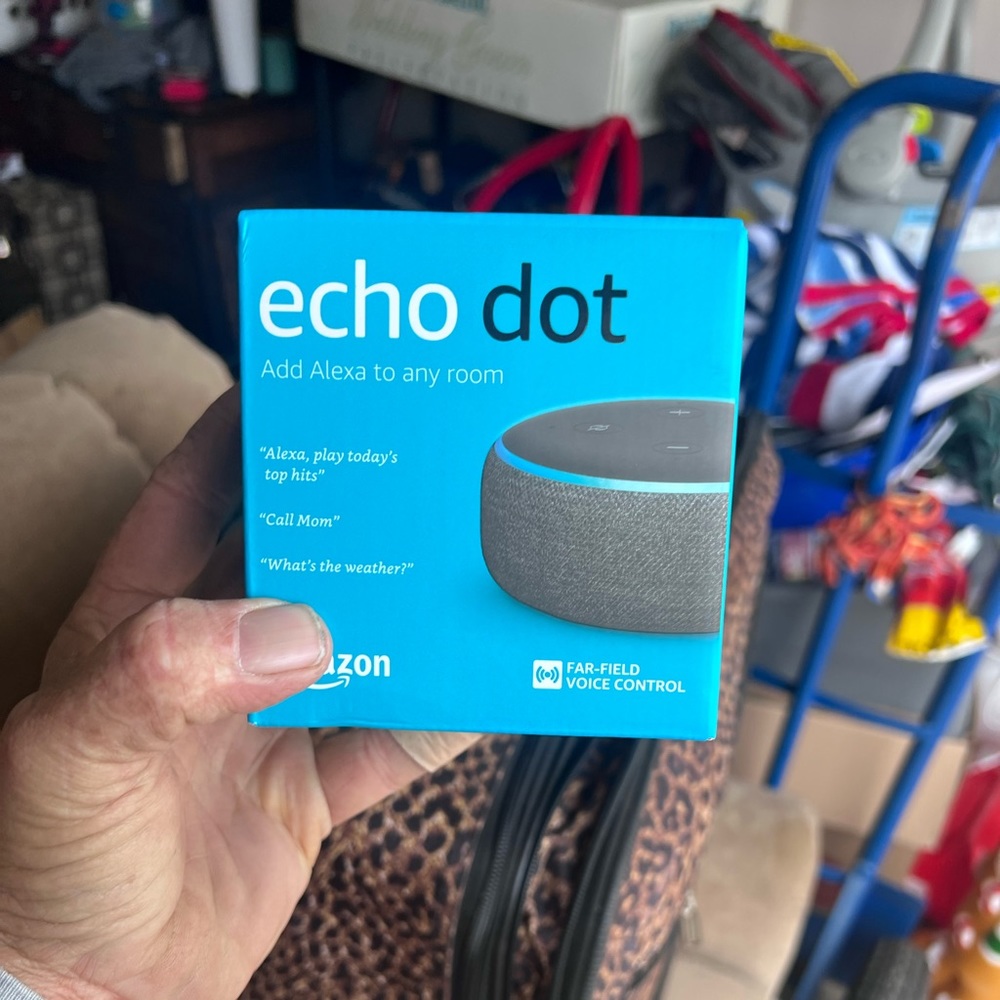 echo dot
Add Alexa to any room
“Alexa, play today’s
top hits”
“Call Mom”
“What’s the weather?”
azon
FAR-FIELD
VOICE CONTROL